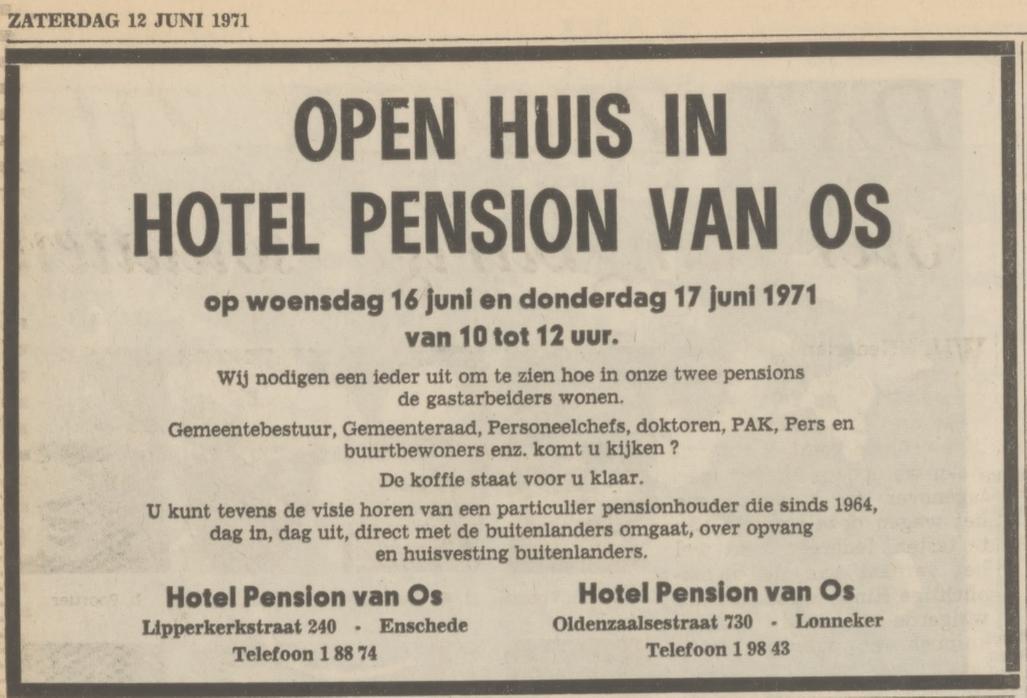 ZATERDAG 12 JUNI 1971
OPEN HUIS IN
HOTEL PENSION VAN OS
op woensdag 16 juni en donderdag 17 juni 1971
van 10 tot 12 uur.
Wij nodigen een ieder uit om te zien hoe in onze twee pensions
de gastarbeiders wonen.
Gemeentebestuur, Gemeenteraad, Personeelchefs, doktoren, PAK, Pers en
buurtbewoners enz. komt u kijken ?
De koffie staat voor u klaar.
U kunt tevens de visie horen van een particulier pensionhouder die sinds 1964,
dag in, dag uit, direct met de buitenlanders omgaat, over opvang
en huisvesting buitenlanders.
Hotel Pension van Os
Lipperkerkstraat 240 - Enschede
Telefoon 1 88 74
Hotel Pension van Os
Oldenzaalsestraat 730 - Lonneker
Telefoon 1 98 43